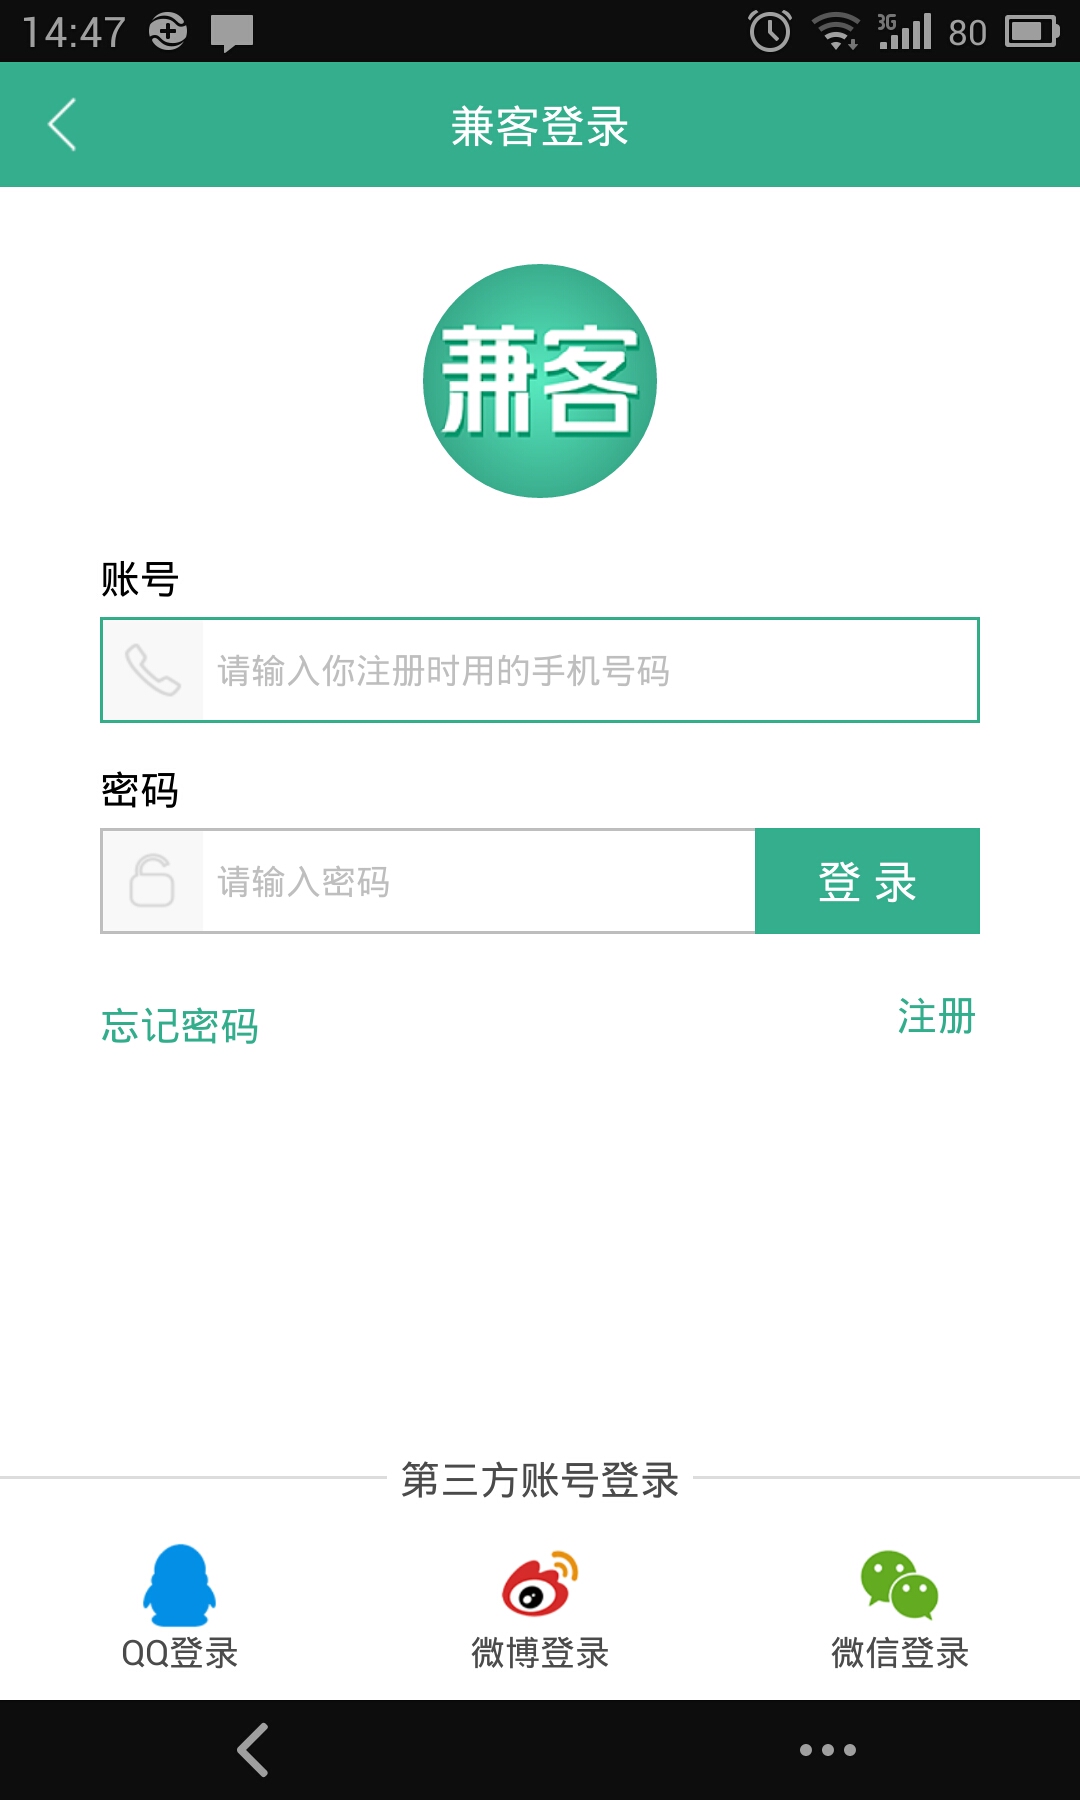 14:47
3G 80
兼客登录
兼客
账号
请输入你注册时用的手机号码
密码
请输入密码
登 录
忘记密码
注册
第三方账号登录
QQ登录
微博登录
微信登录